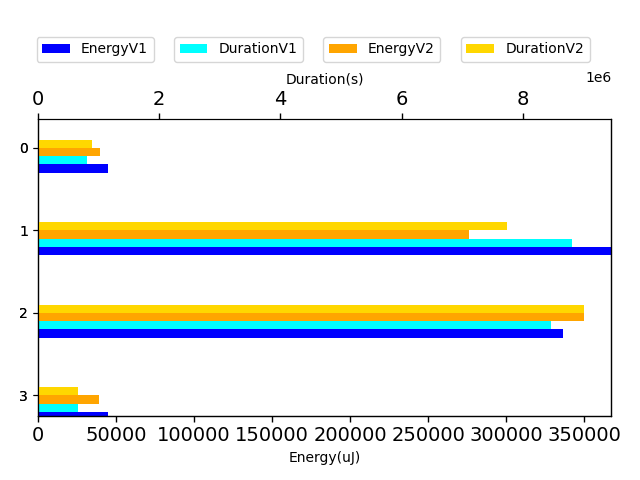 EnergyV1 DurationV1 EnergyV2 DurationV2
Duration(s)
1e6
0 2 4 6 8
0
1
2
3
0 50000 100000 150000 200000 250000 300000 350000
Energy(uJ)